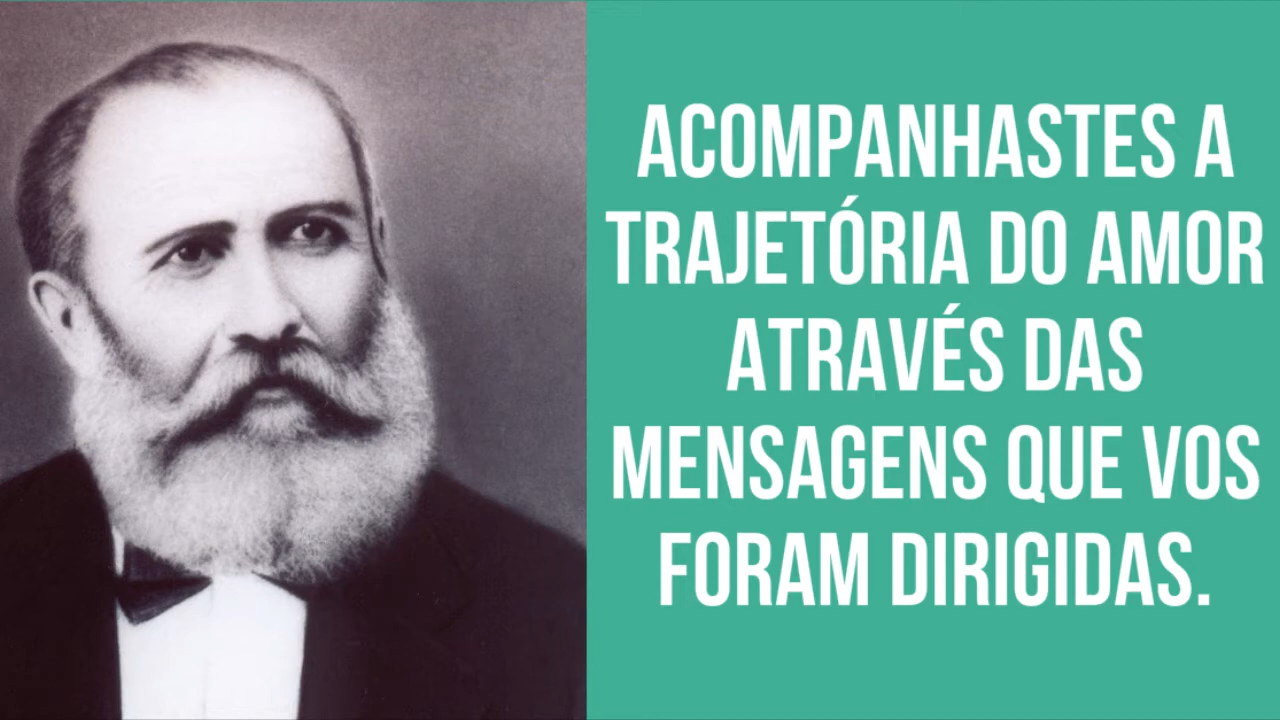 ACOMPANHASTES A
TRAJETÓRIA DO AMOR
ATRAVÉS DAS
MENSAGENS QUE VOS
FORAM DIRIGIDAS.